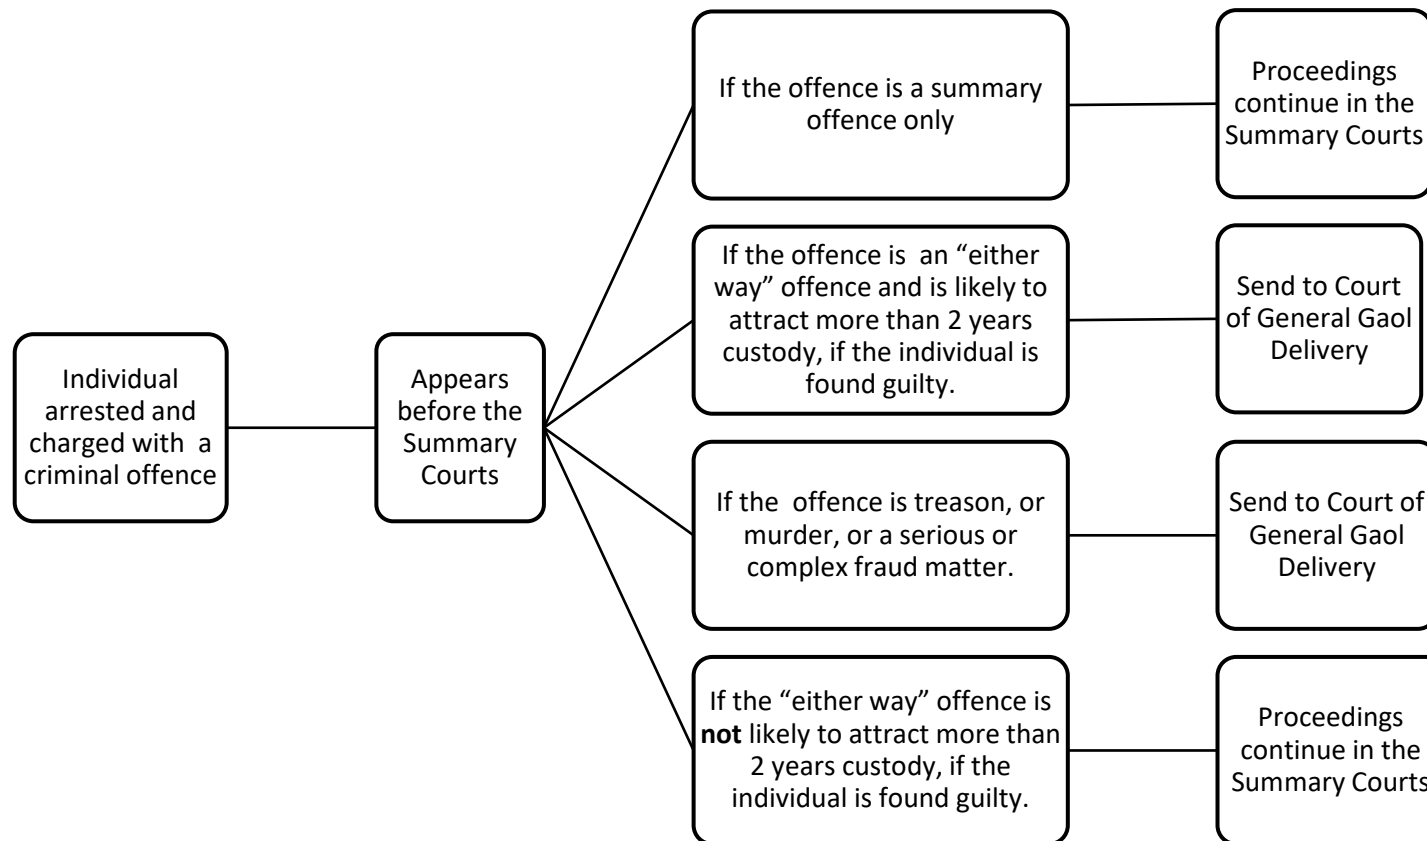 Individual
arrested and
charged with  a
criminal offence
Appears
before the
Summary
Courts
If the offence is a summary
offence only
Proceedings
continue in the
Summary Courts
If the offence is  an “either
way” offence and is likely to
attract more than 2 years
custody, if the individual is
found guilty.
Send to Court
of General Gaol
Delivery
If the  offence is treason, or
murder, or a serious or
complex fraud matter.
Send to Court of
General Gaol
Delivery
If the “either way” offence is
not likely to attract more than
2 years custody, if the
individual is found guilty.
Proceedings
continue in the
Summary Courts